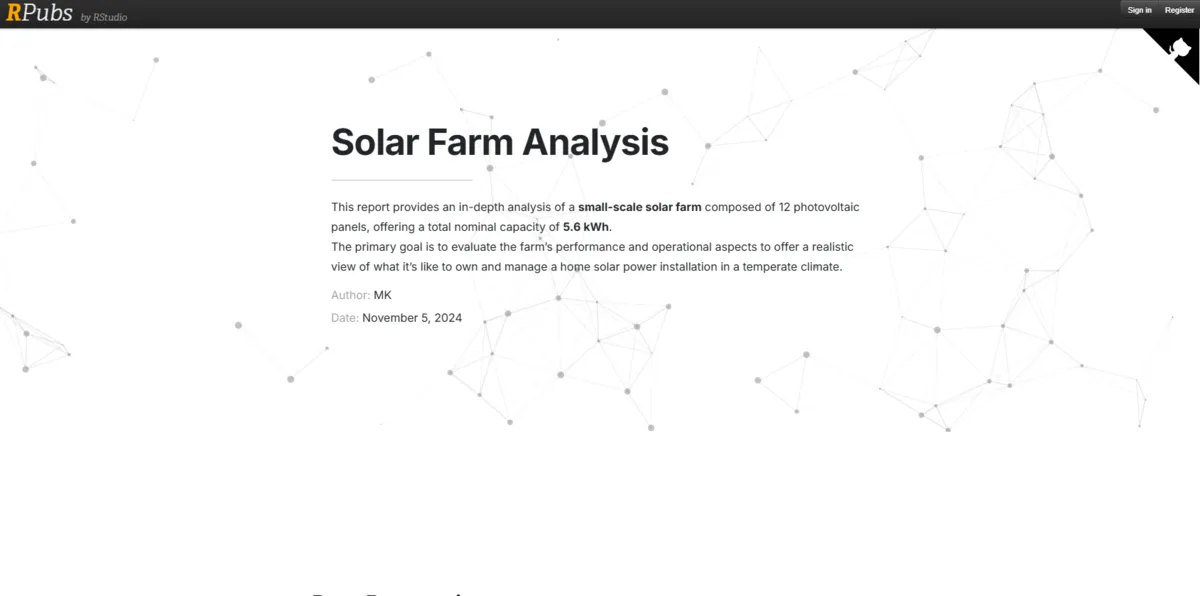 RPubs by RStudio
Sign in Register
Solar Farm Analysis
This report provides an in-depth analysis of a small-scale solar farm composed of 12 photovoltaic
panels, offering a total nominal capacity of 5.6 kWh.
The primary goal is to evaluate the farm's performance and operational aspects to offer a realistic
view of what it's like to own and manage a home solar power installation in a temperate climate.
Author: MK
Date: November 5, 2024